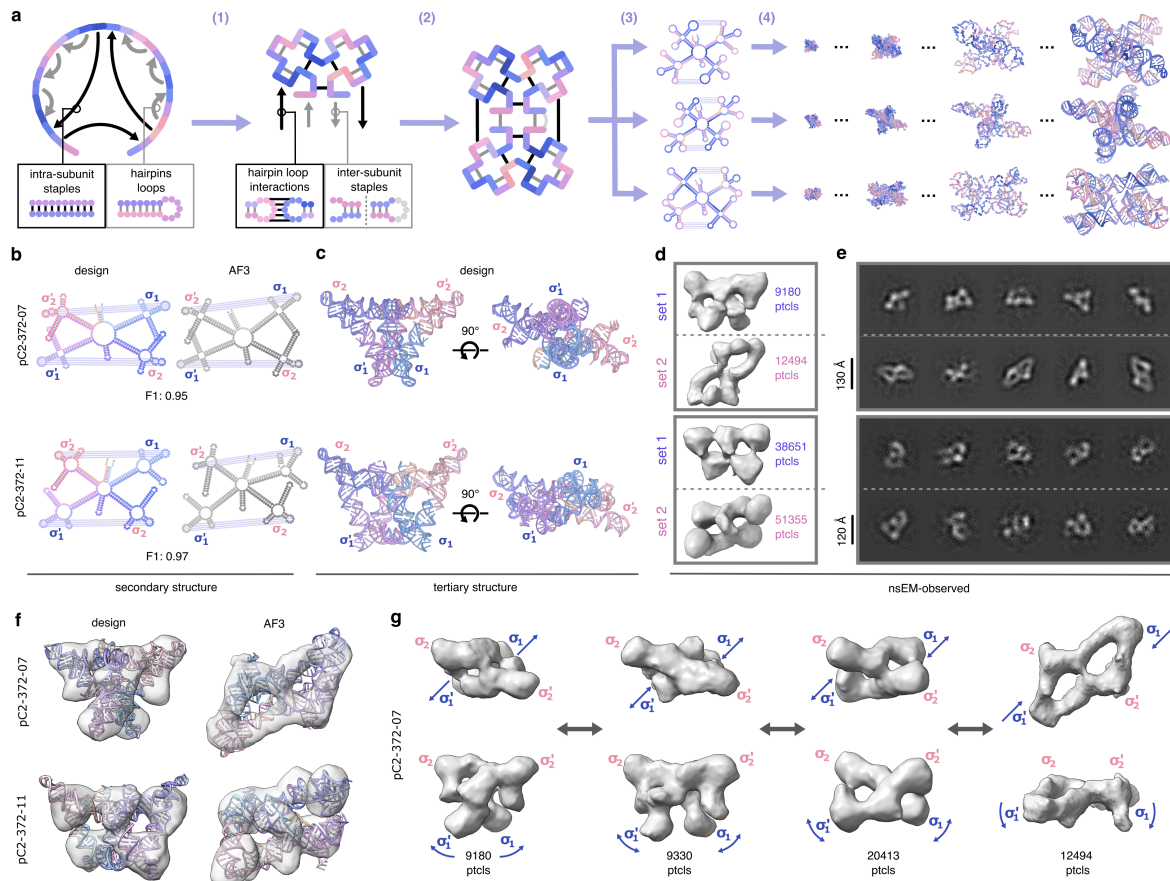 a
(1)
(2)
(3)
(4)
intra-subunit
staples
hairpins
loops
hairpin loop
interactions
inter-subunit
staples
b
design
AF3
pC2-372-07
σ'₂
σ₁
σ'₁
σ₂
σ'₂
σ₁
σ'₁
σ₂
F1: 0.95
pC2-372-11
σ'₂
σ₁
σ'₁
σ₂
σ'₂
σ₁
σ'₁
σ₂
F1: 0.97
secondary structure
c
design
σ₂
σ'₂
σ'₁
σ₁
90°
σ'₁
σ₂
σ'₂
σ₁
σ₂
σ'₂
σ'₁
σ₁
90°
σ₁
σ₂
σ'₂
σ'₁
tertiary structure
d
set 1
9180
ptcls
set 2
12494
ptcls
set 1
38651
ptcls
set 2
51355
ptcls
e
130 Å
120 Å
nsEM-observed
f
design
AF3
pC2-372-07
pC2-372-11
g
pC2-372-07
σ₂
σ₁
σ'₁
σ'₂
σ₂
σ₁
σ'₁
σ'₂
σ₂
σ₁
σ'₁
σ'₂
σ₂
σ₁
σ'₁
σ'₂
σ₂
σ'₂
σ'₁
σ₁
9180
ptcls
σ₂
σ'₂
σ'₁
σ₁
9330
ptcls
σ₂
σ'₂
σ'₁
σ₁
20413
ptcls
σ₂
σ'₂
σ'₁
σ₁
12494
ptcls